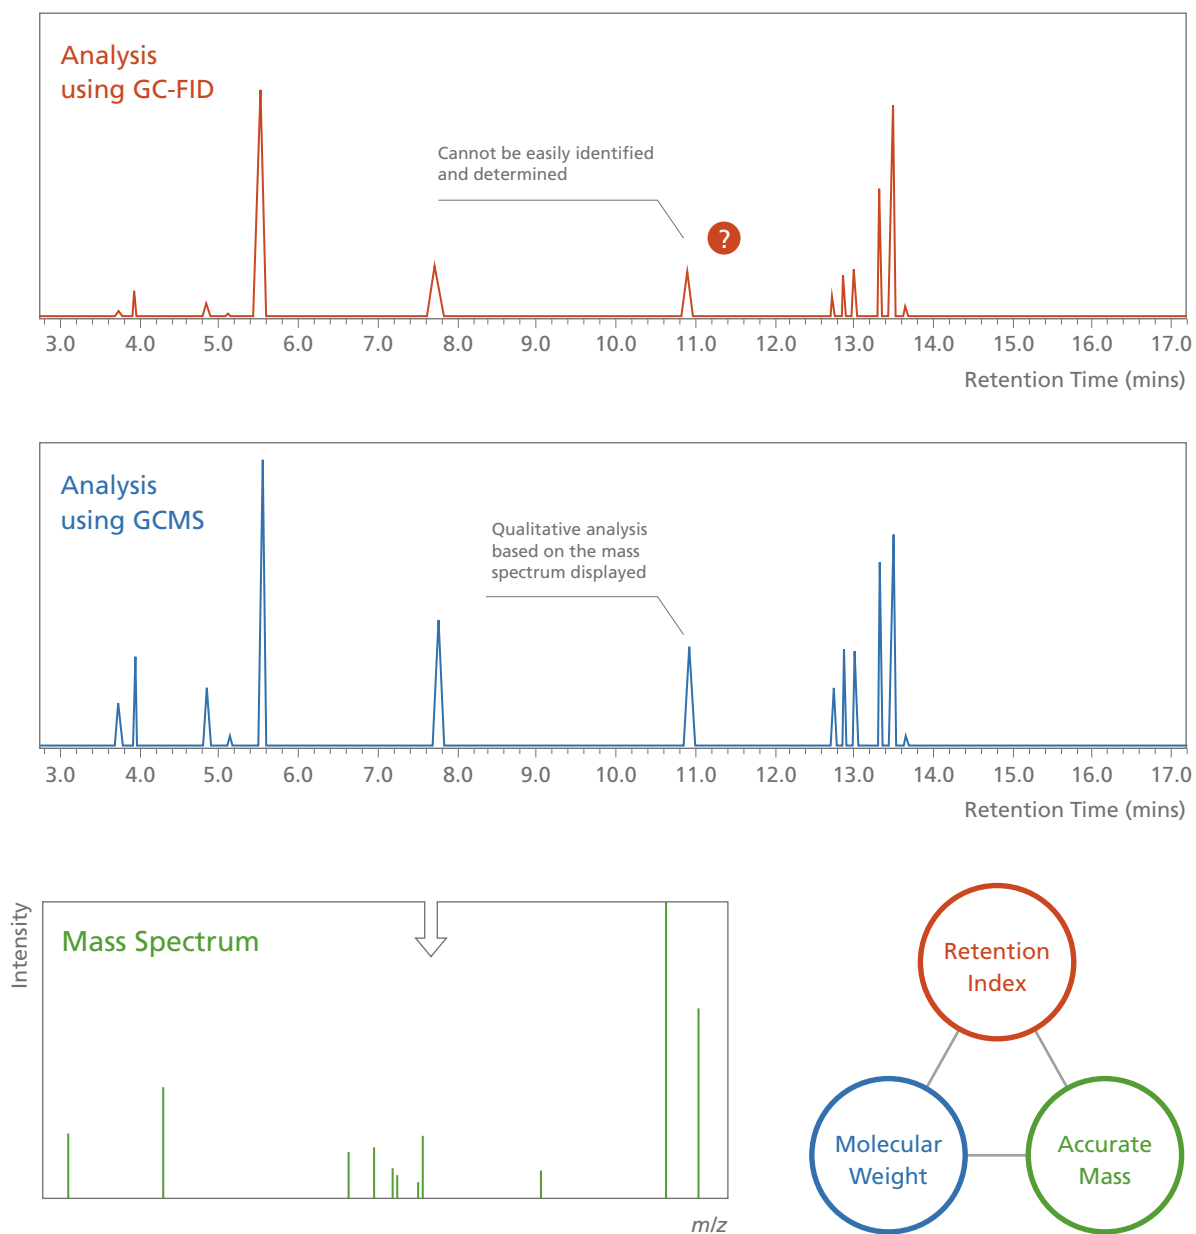 Analysis
using GC-FID
Cannot be easily identified
and determined
?
3.0 4.0 5.0 6.0 7.0 8.0 9.0 10.0 11.0 12.0 13.0 14.0 15.0 16.0 17.0
Retention Time (mins)
Analysis
using GCMS
Qualitative analysis
based on the mass
spectrum displayed
3.0 4.0 5.0 6.0 7.0 8.0 9.0 10.0 11.0 12.0 13.0 14.0 15.0 16.0 17.0
Retention Time (mins)
Intensity
Mass Spectrum
m/z
Retention
Index
Molecular
Weight
Accurate
Mass